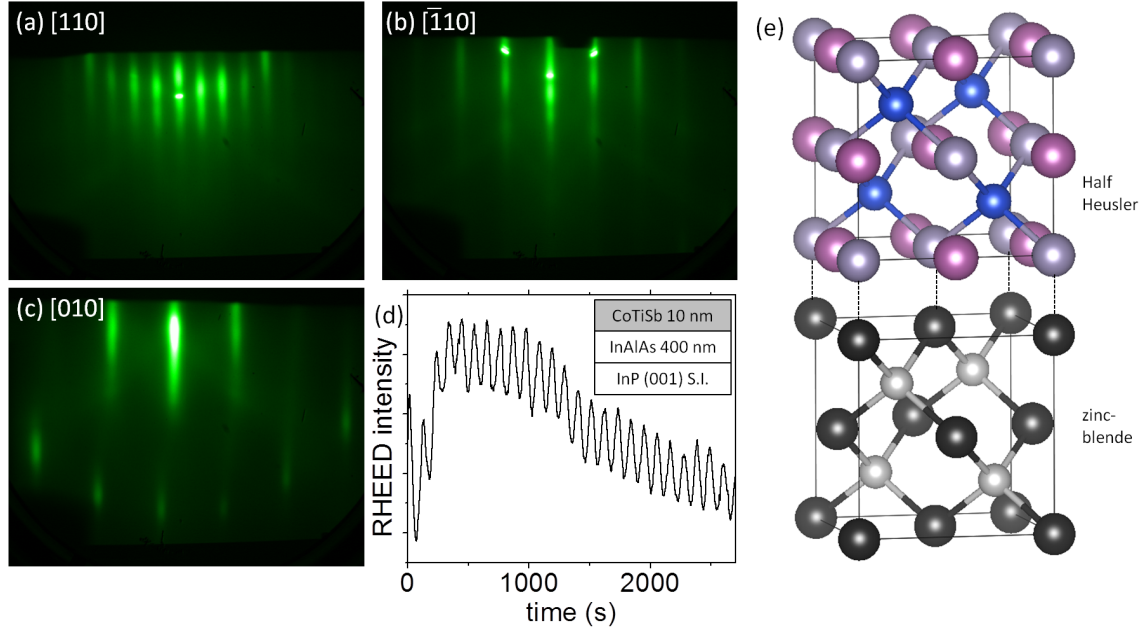 (a) [110]
(b) [1̅10]
(c) [010]
(d)
CoTiSb 10 nm
InAlAs 400 nm
InP (001) S.I.
RHEED intensity
0
1000
2000
time (s)
(e)
Half
Heusler
zinc-
blende